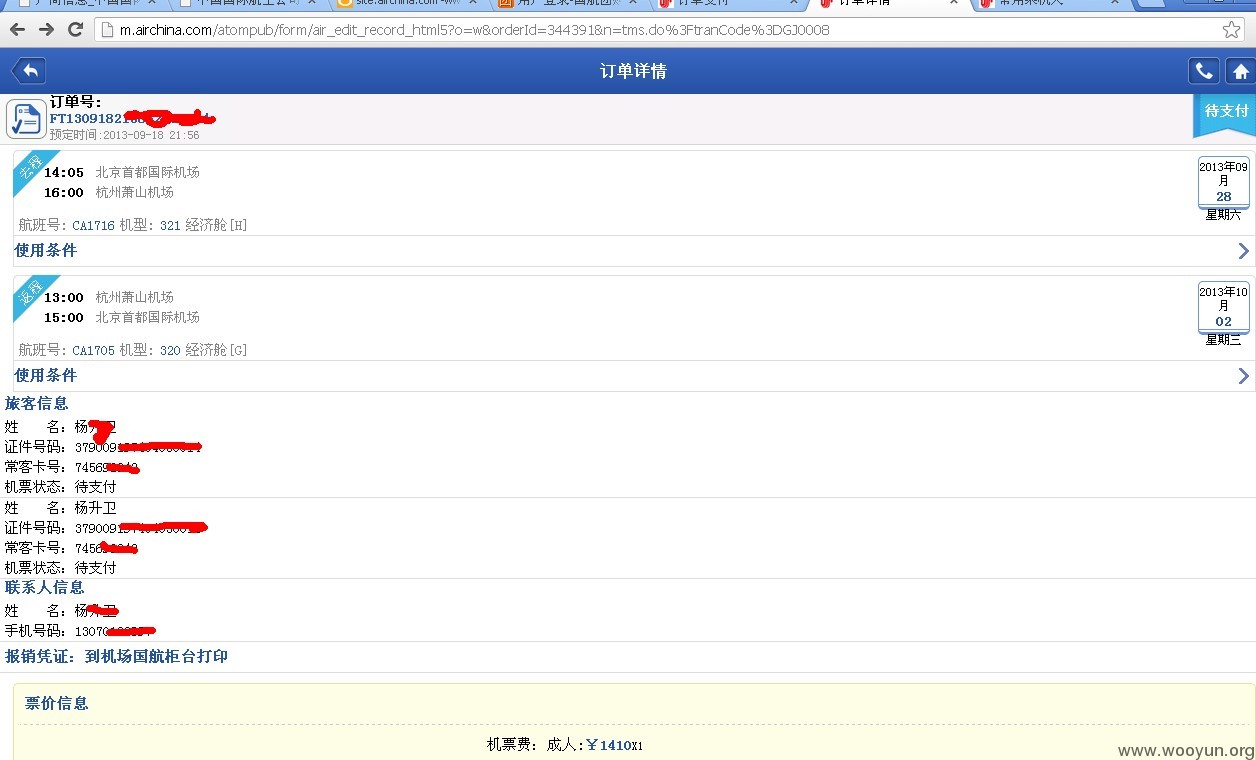 m.airchina.com/atompub/form/air_edit_record_html5?o=w&orderId=344391&n=tms.do%3FtranCode%3DGJ0008
订单详情
订单号:
FT1309182
预定时间:2013-09-18 21:56
待支付
去程
14:05 北京首都国际机场
16:00 杭州萧山机场
2013年09月
28
星期六
航班号: CA1716 机型: 321 经济舱[H]
使用条件
返程
13:00 杭州萧山机场
15:00 北京首都国际机场
2013年10月
02
星期三
航班号: CA1705 机型: 320 经济舱[G]
使用条件
旅客信息
姓 名: 杨
证件号码: 379009
常客卡号: 7456
机票状态: 待支付
姓 名: 杨升卫
证件号码: 379009
常客卡号: 745
机票状态: 待支付
联系人信息
姓 名: 杨
手机号码: 1307
报销凭证: 到机场国航柜台打印
票价信息
机票费: 成人:¥1410X1
www.wooyun.org